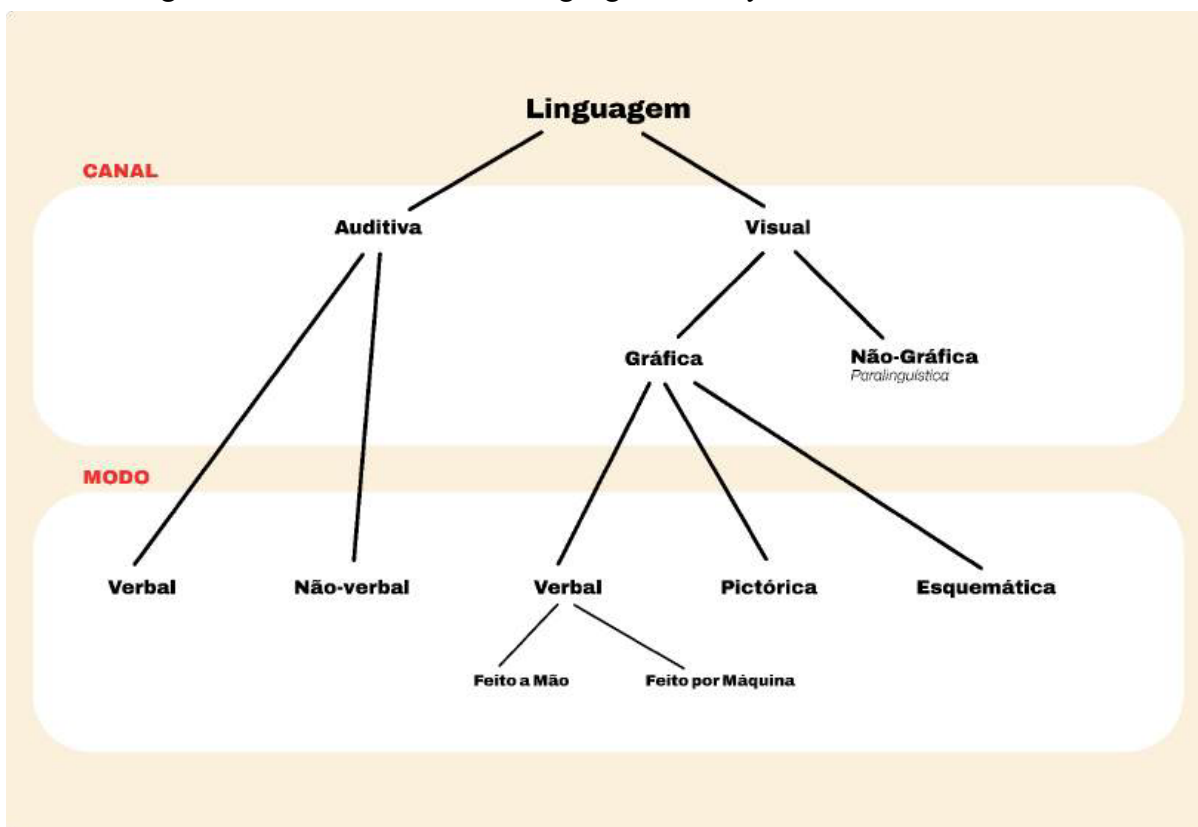 Linguagem
CANAL
Auditiva Visual
Gráfica Não-Gráfica
Paralinguística
MODO
Verbal Não-verbal Verbal Pictórica Esquemática
Feito a Mão Feito por Máquina